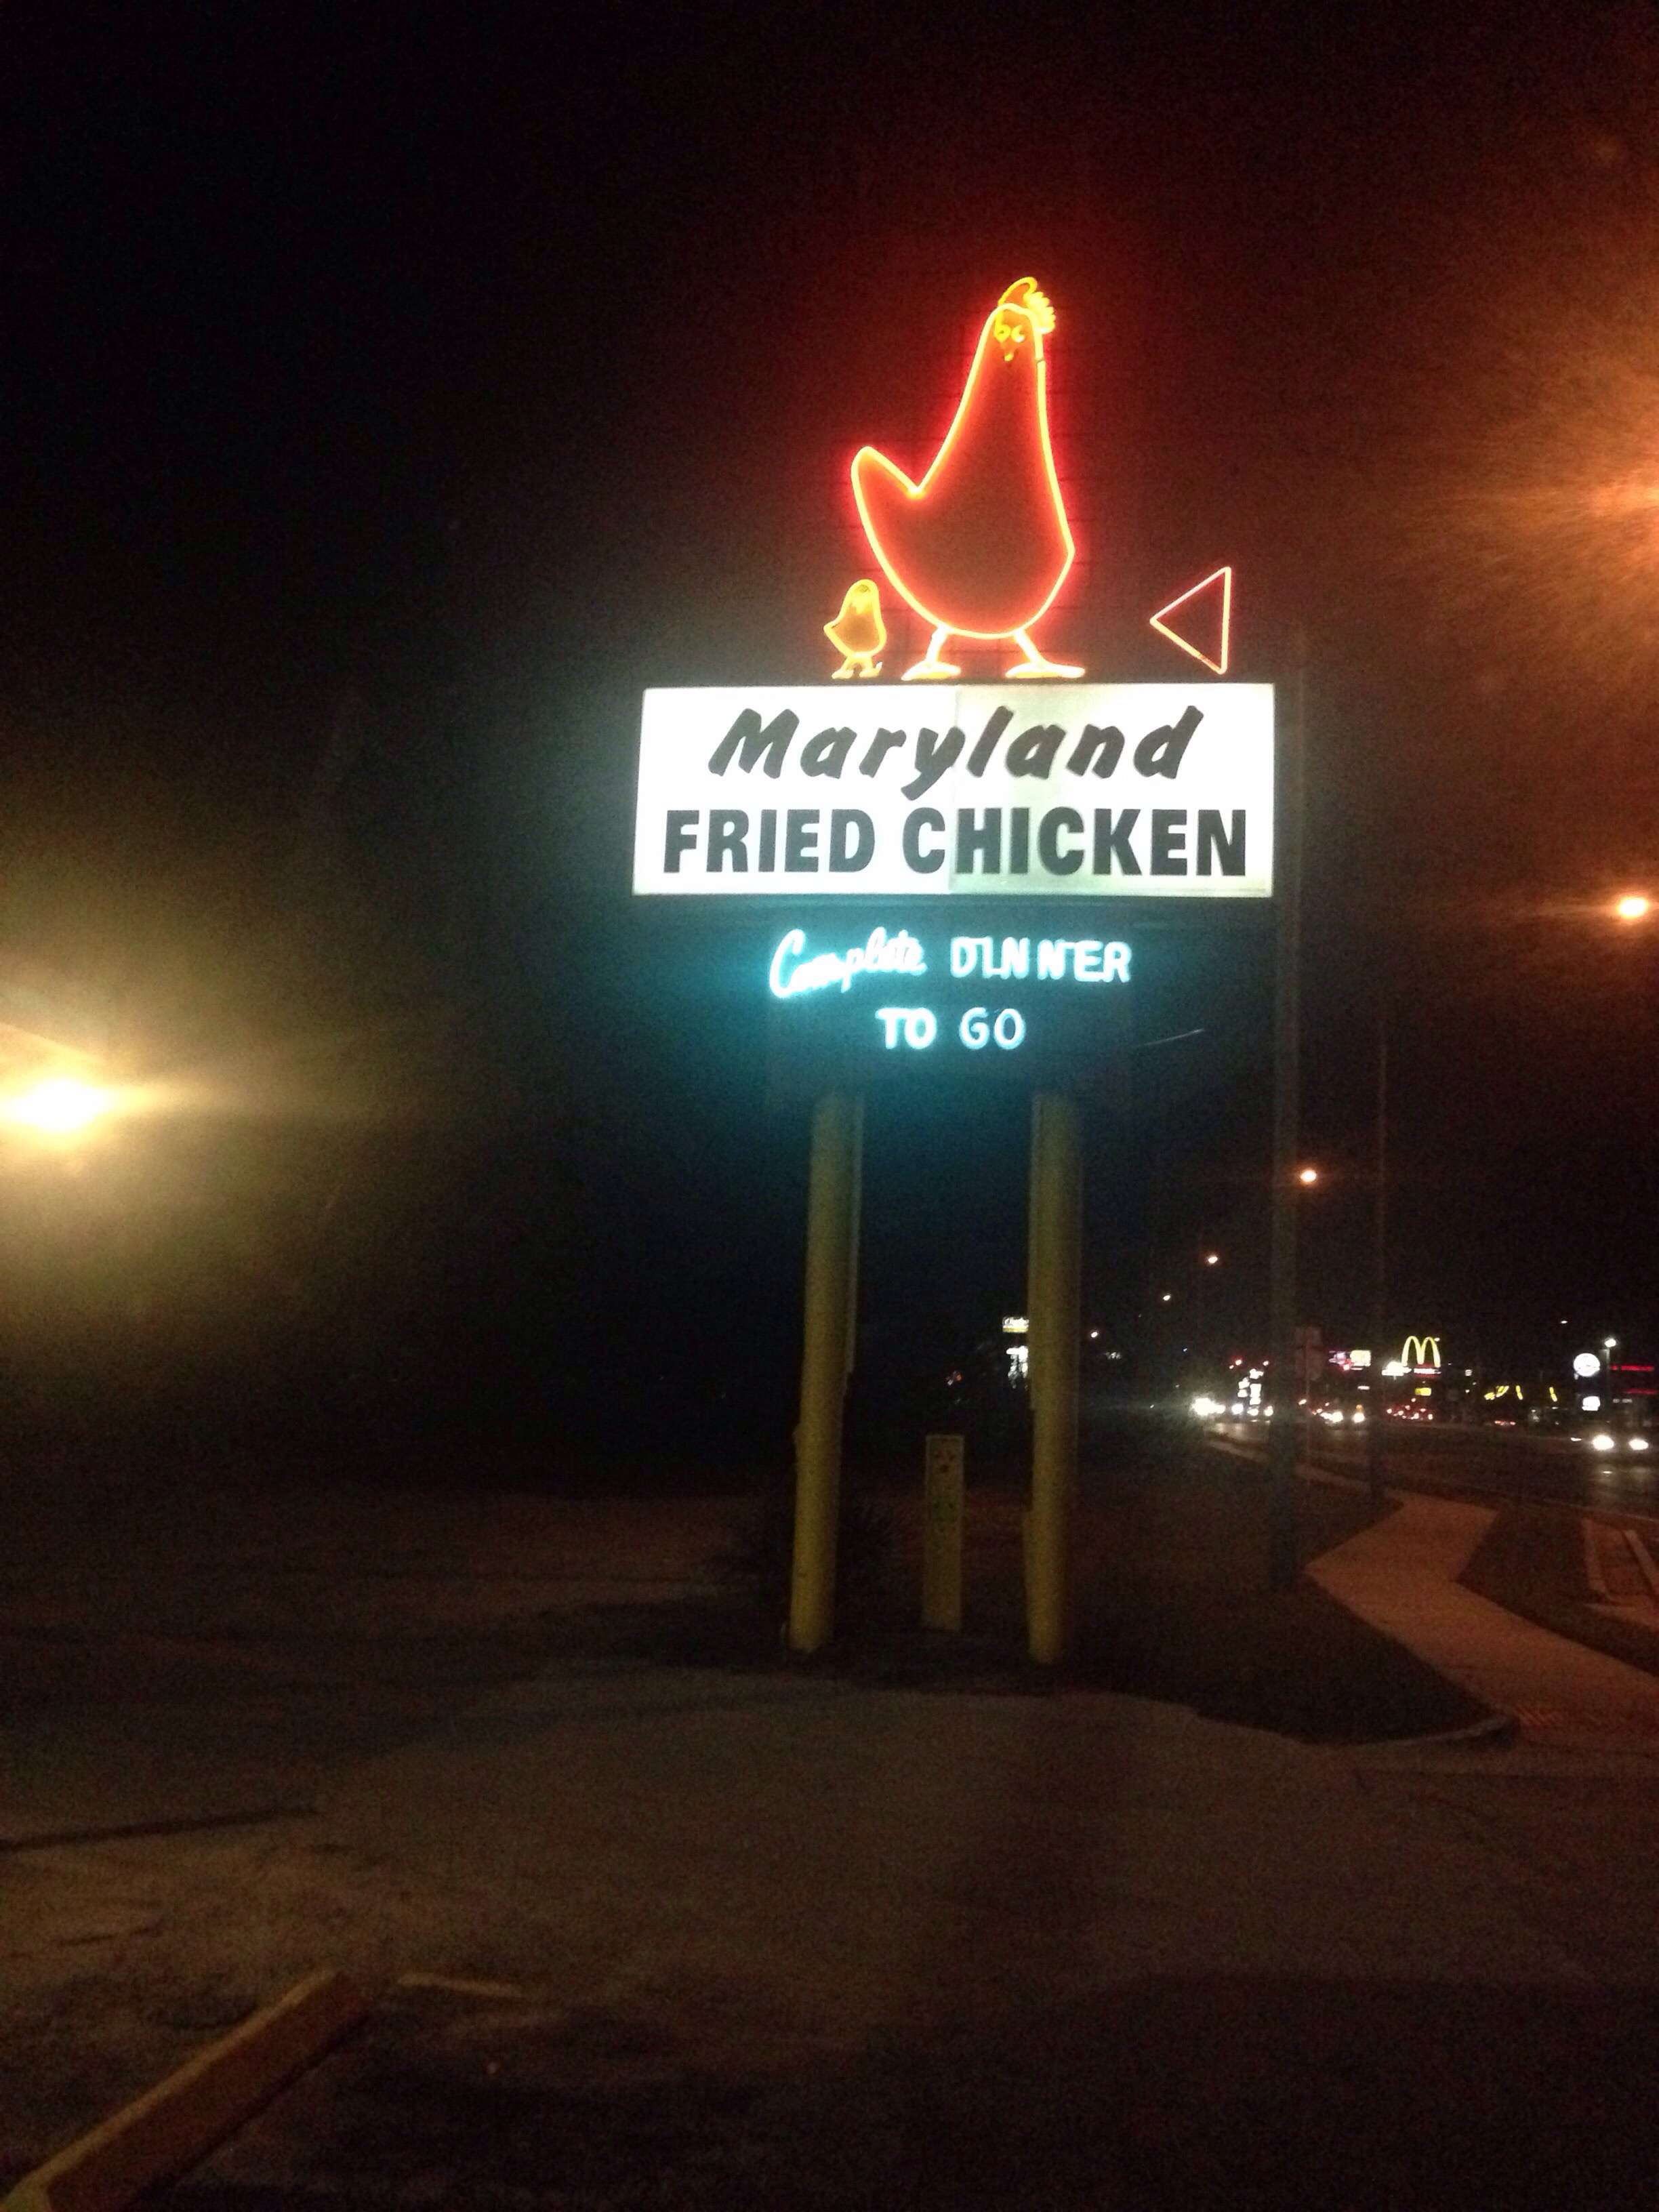 Maryland
FRIED CHICKEN
Complete DINNER
TO GO